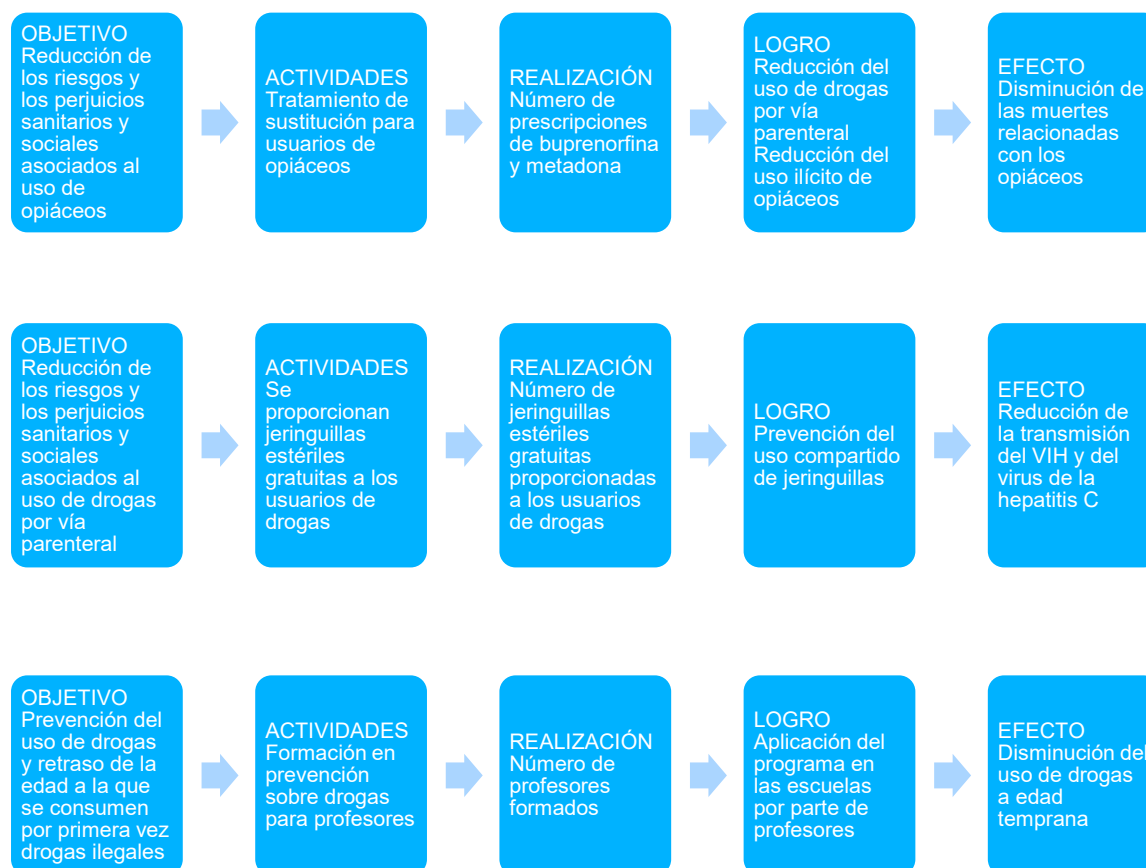 OBJETIVO
Reducción de
los riesgos y
los perjuicios
sanitarios y
sociales
asociados al
uso de
opiáceos
ACTIVIDADES
Tratamiento de
sustitución para
usuarios de
opiáceos
REALIZACIÓN
Número de
prescripciones
de buprenorfina
y metadona
LOGRO
Reducción del
uso de drogas
por vía
parenteral
Reducción del
uso ilícito de
opiáceos
EFECTO
Disminución de
las muertes
relacionadas
con los
opiáceos
OBJETIVO
Reducción de
los riesgos y
los perjuicios
sanitarios y
sociales
asociados al
uso de drogas
por vía
parenteral
ACTIVIDADES
Se
proporcionan
jeringuillas
estériles
gratuitas a los
usuarios de
drogas
REALIZACIÓN
Número de
jeringuillas
estériles
gratuitas
proporcionadas
a los usuarios
de drogas
LOGRO
Prevención del
uso compartido
de jeringuillas
EFECTO
Reducción de
la transmisión
del VIH y del
virus de la
hepatitis C
OBJETIVO
Prevención del
uso de drogas
y retraso de la
edad a la que
se consumen
por primera vez
drogas ilegales
ACTIVIDADES
Formación en
prevención
sobre drogas
para profesores
REALIZACIÓN
Número de
profesores
formados
LOGRO
Aplicación del
programa en
las escuelas
por parte de
profesores
EFECTO
Disminución del
uso de drogas
a edad
temprana